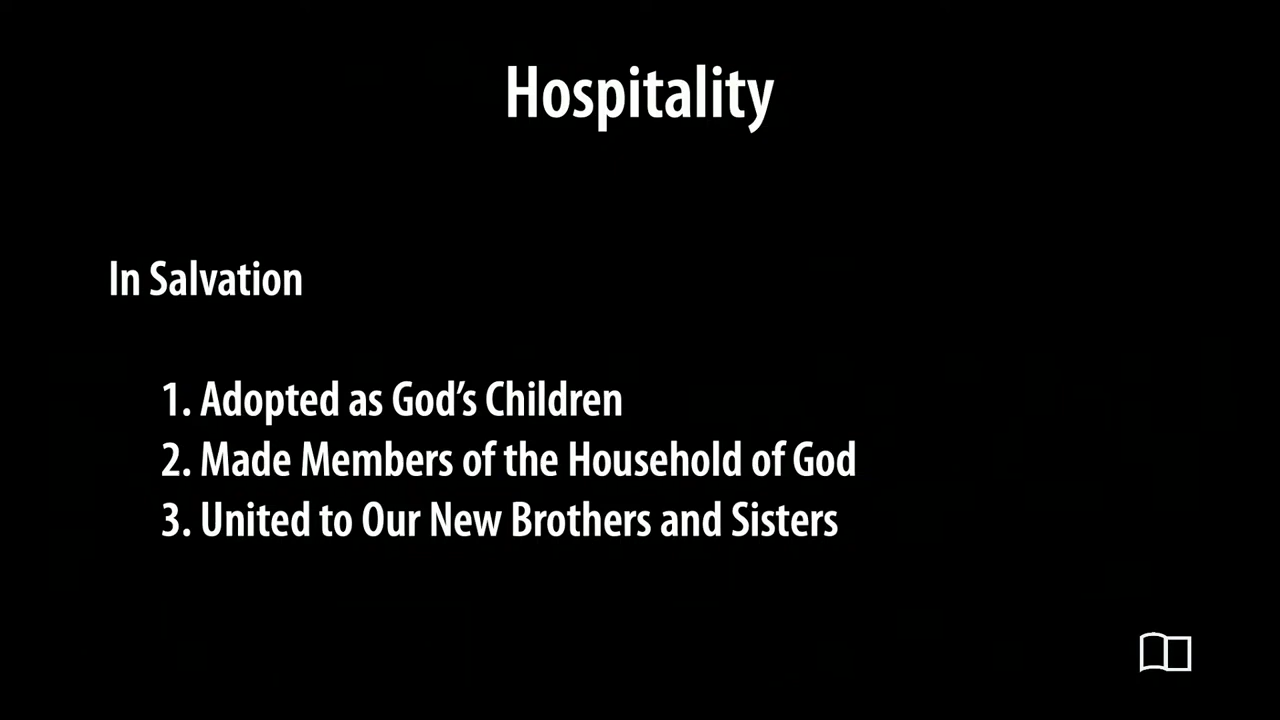 Hospitality
In Salvation
1. Adopted as God’s Children
2. Made Members of the Household of God
3. United to Our New Brothers and Sisters